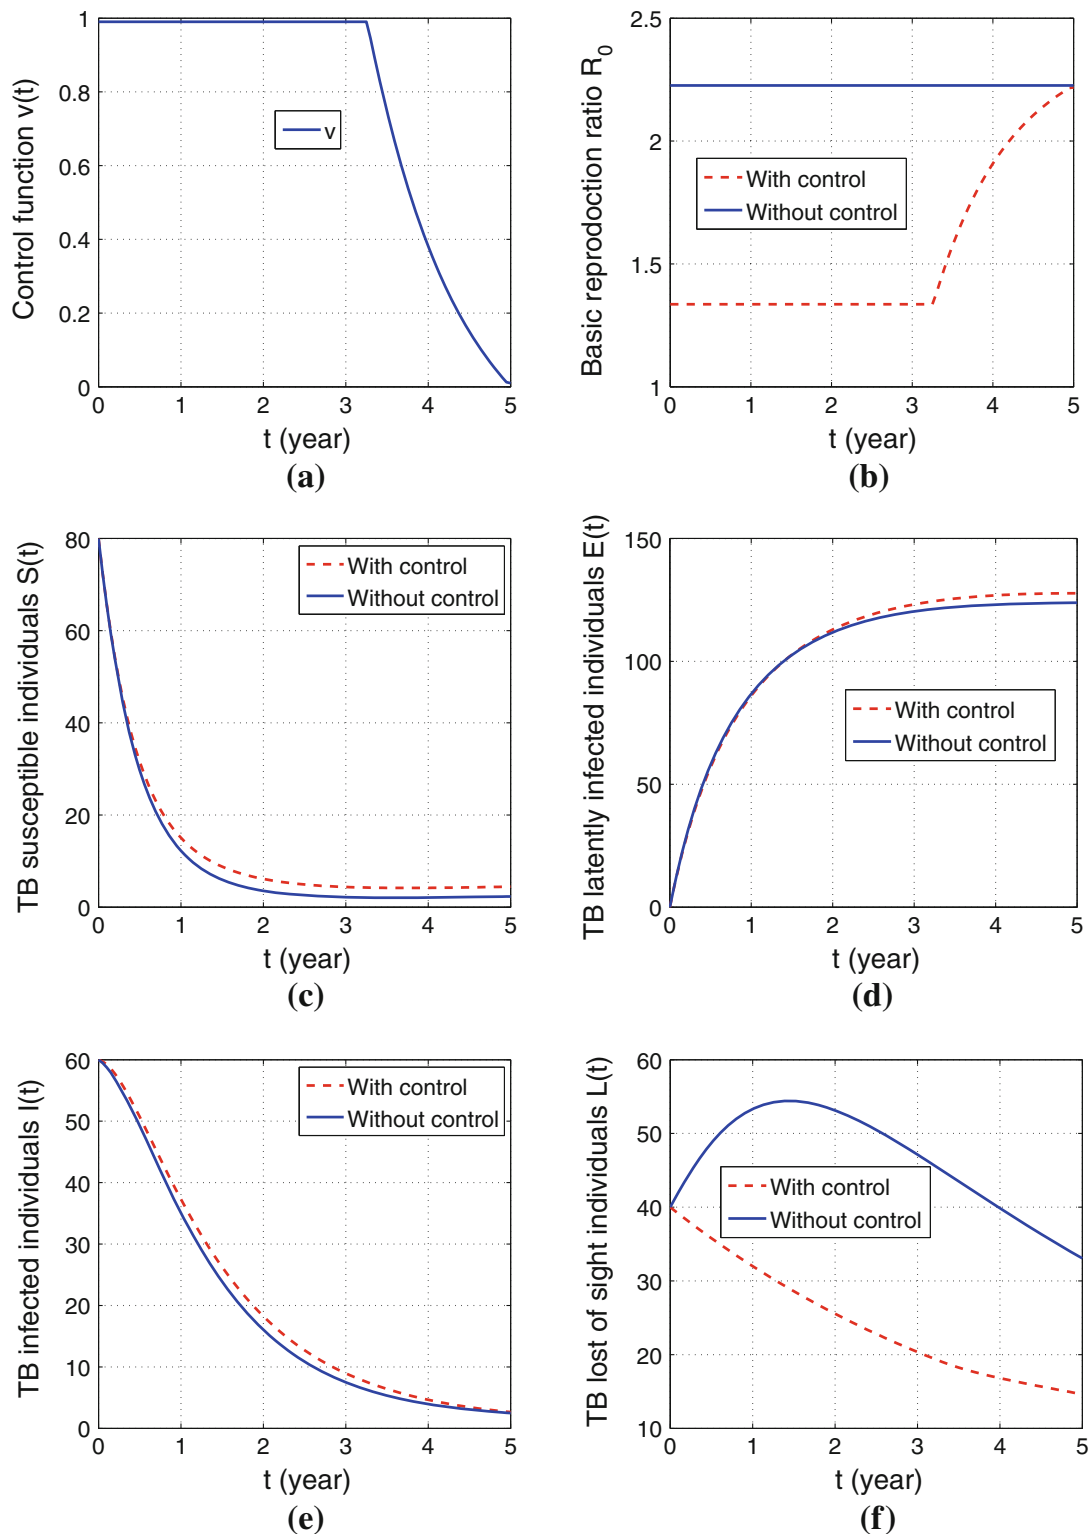 Control function v(t)
1
0.8
0.6
0.4
0.2
0
v
0 1 2 3 4 5
t (year)
(a)
Basic reprodoction ratio R0
2.5
2
1.5
1
With control
Without control
0 1 2 3 4 5
t (year)
(b)
TB susceptible individuals S(t)
80
60
40
20
0
With control
Without control
0 1 2 3 4 5
t (year)
(c)
TB latently infected individuals E(t)
150
100
50
0
With control
Without control
0 1 2 3 4 5
t (year)
(d)
TB infected individuals I(t)
60
50
40
30
20
10
0
With control
Without control
0 1 2 3 4 5
t (year)
(e)
TB lost of sight individuals L(t)
60
50
40
30
20
10
With control
Without control
0 1 2 3 4 5
t (year)
(f)